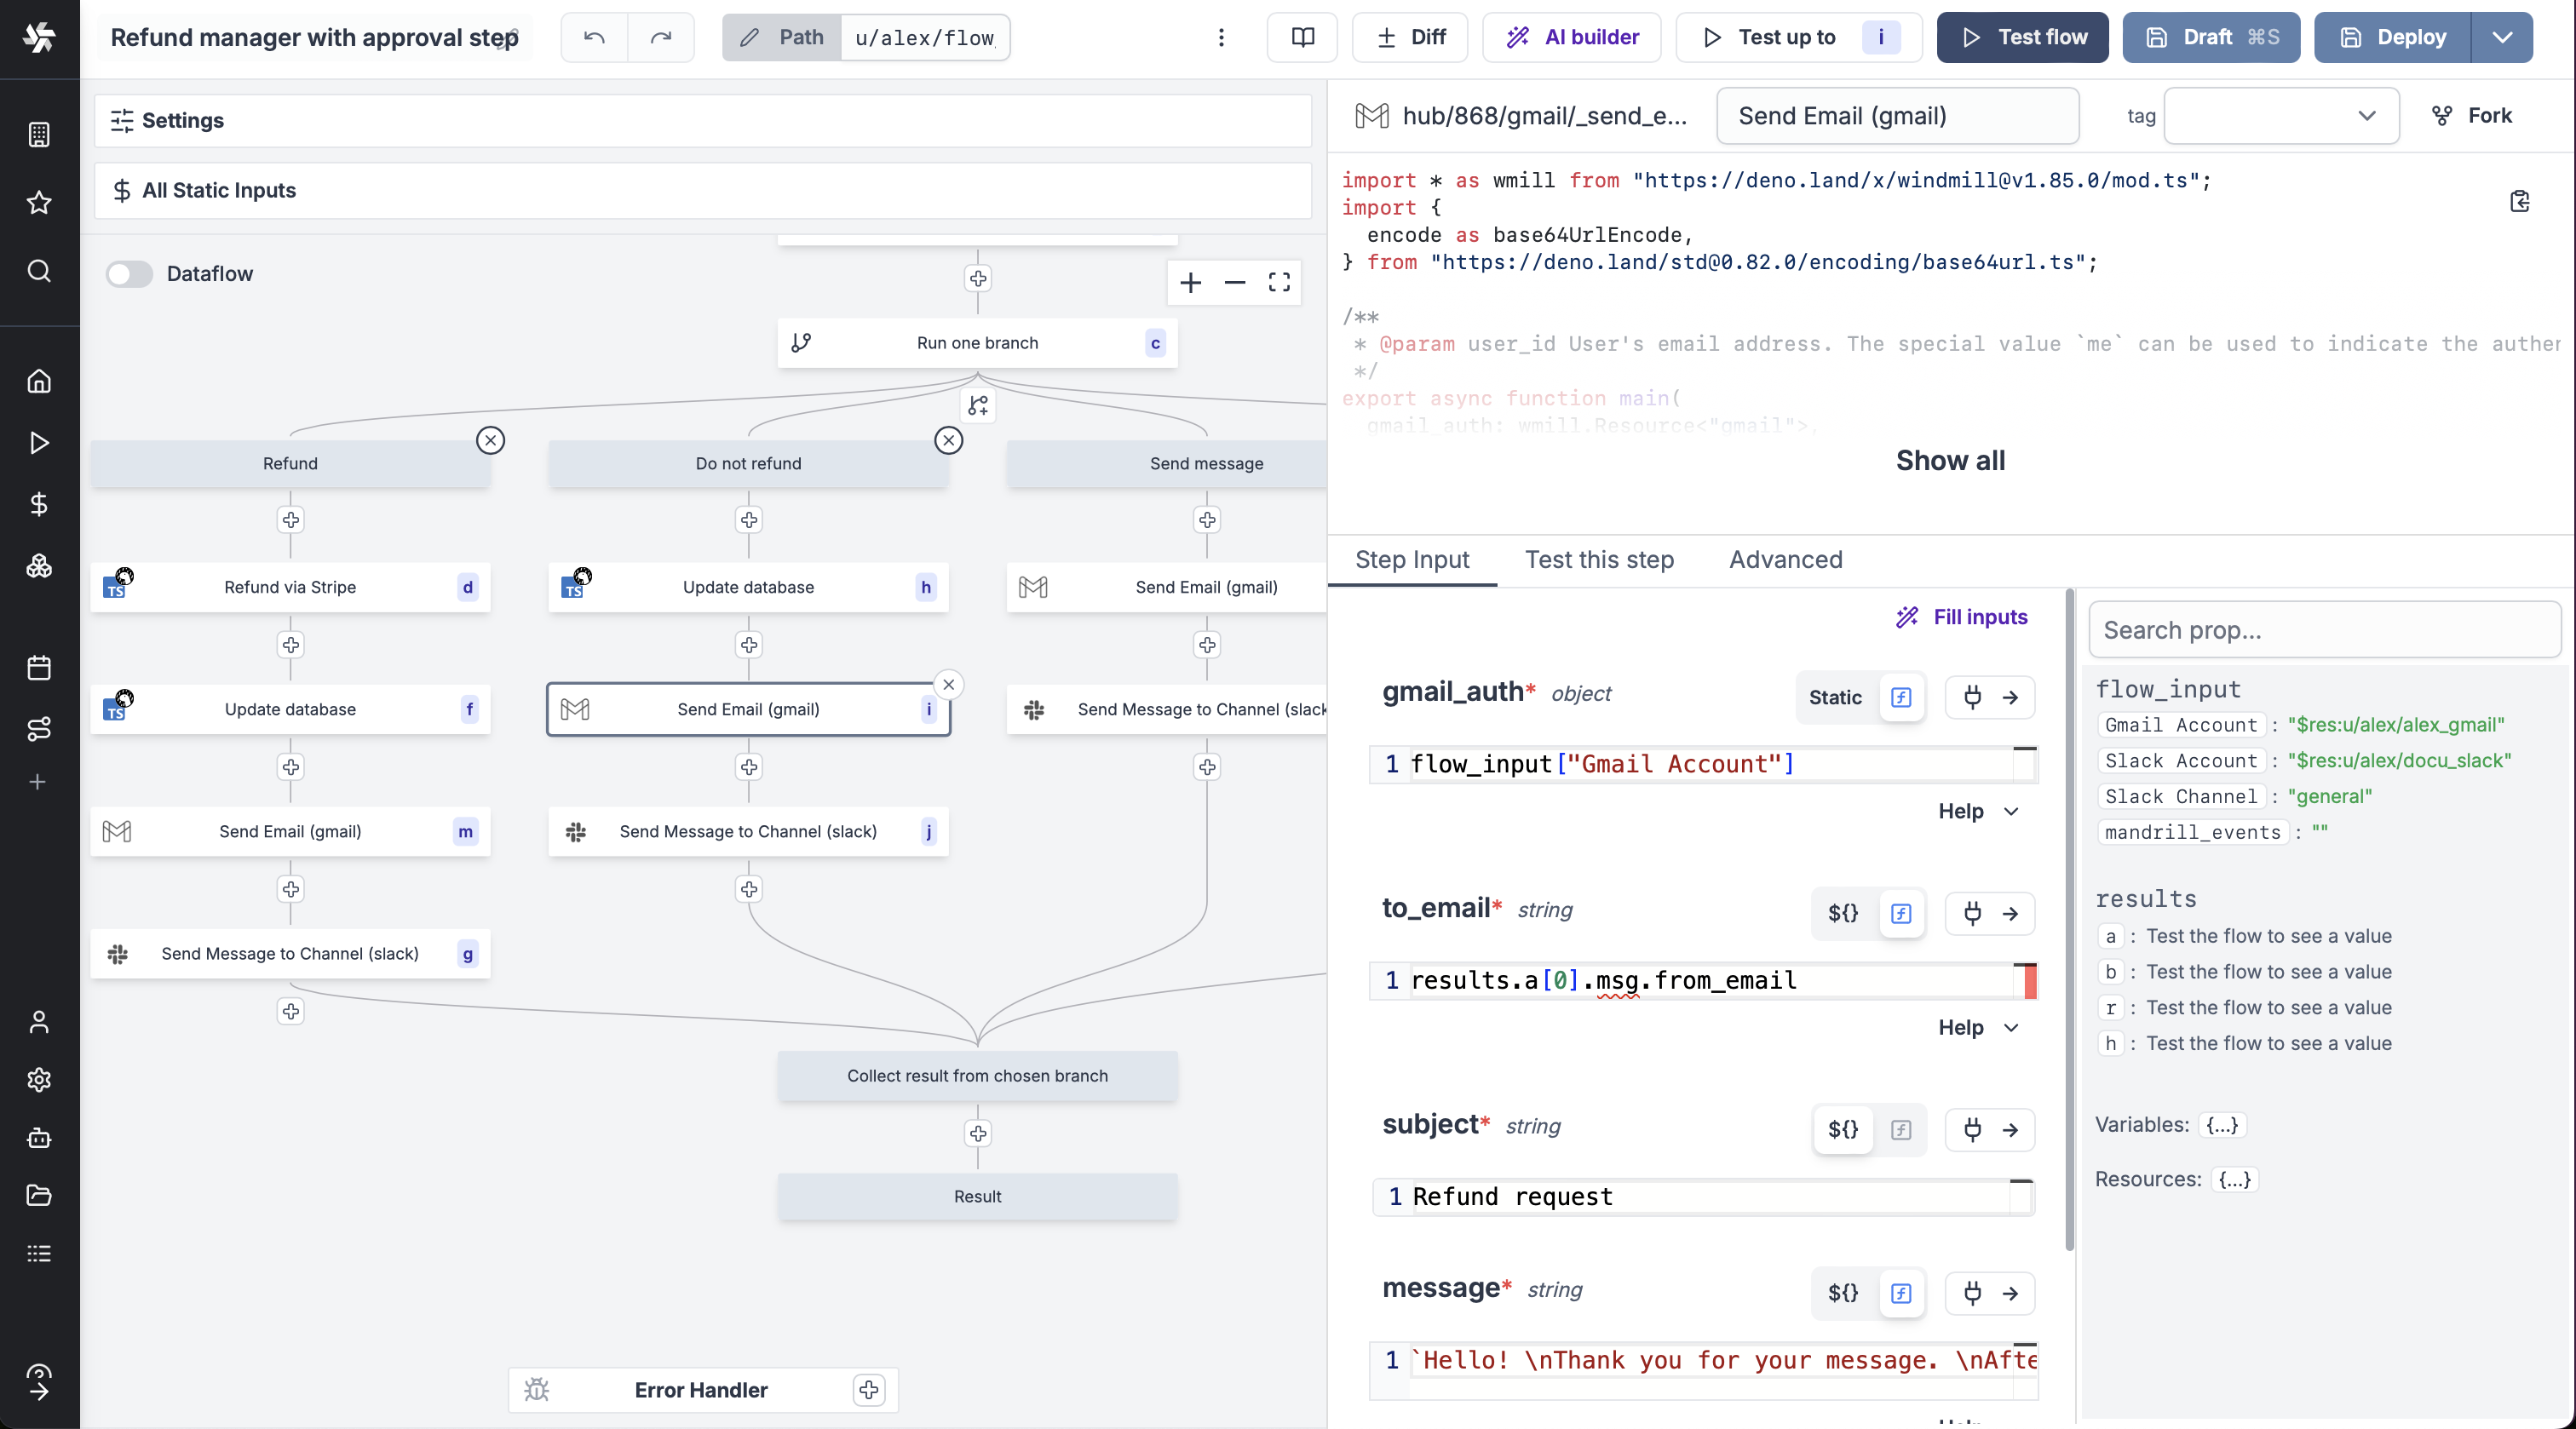 Refund manager with approval step
Path
u/alex/flow
Diff
AI builder
Test up to
i
Test flow
Draft ⌘S
Deploy
Settings
All Static Inputs
Dataflow
Run one branch
c
Refund
Do not refund
Send message
Refund via Stripe
d
Update database
h
Send Email (gmail)
Update database
f
Send Email (gmail)
i
Send Message to Channel (slack
Send Email (gmail)
m
Send Message to Channel (slack)
j
Send Message to Channel (slack)
g
Collect result from chosen branch
Result
Error Handler
hub/868/gmail/_send_e...
Send Email (gmail)
tag
Fork
import * as wmill from "https://deno.land/x/windmill@v1.85.0/mod.ts";
import {
encode as base64UrlEncode,
} from "https://deno.land/std@0.82.0/encoding/base64url.ts";
/**
* @param user_id User's email address. The special value `me` can be used to indicate the auther
*/
export async function main(
gmail_auth: wmill.Resource<"gmail">,
Show all
Step Input
Test this step
Advanced
Fill inputs
gmail_auth* object
Static
1 flow_input["Gmail Account"]
Help
to_email* string
${}
1 results.a[0].msg.from_email
Help
subject* string
${}
1 Refund request
message* string
${}
1 `Hello! \nThank you for your message. \nAfte
Help
Search prop...
flow_input
Gmail Account : "$res:u/alex/alex_gmail"
Slack Account : "$res:u/alex/docu_slack"
Slack Channel : "general"
mandrill_events : ""
results
a : Test the flow to see a value
b : Test the flow to see a value
r : Test the flow to see a value
h : Test the flow to see a value
Variables: {...}
Resources: {...}